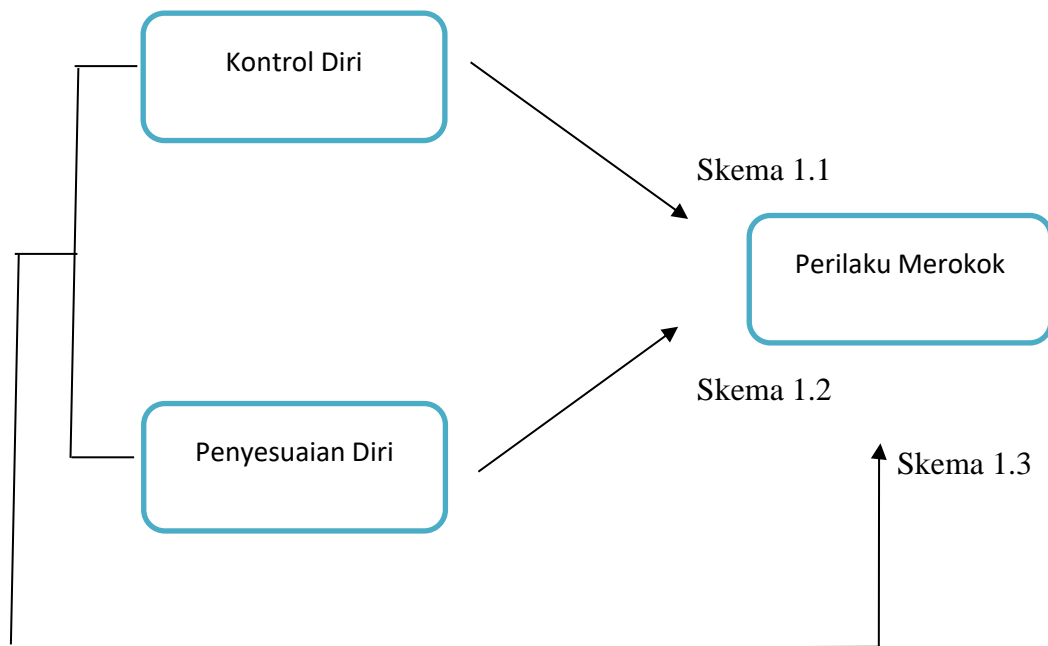 Kontrol Diri
Skema 1.1
Perilaku Merokok
Skema 1.2
Penyesuaian Diri
Skema 1.3